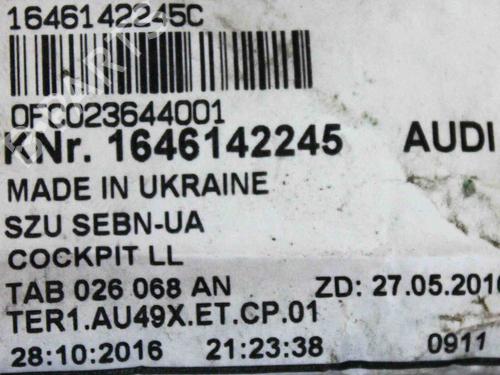 1646142245C
0FC023644001
KNr. 1646142245 AUDI
MADE IN UKRAINE
SZU SEBN-UA
COCKPIT LL
TAB 026 068 AN ZD: 27.05.2016
TER1.AU49X.ET.CP.01
28:10:2016 21:23:38 0911